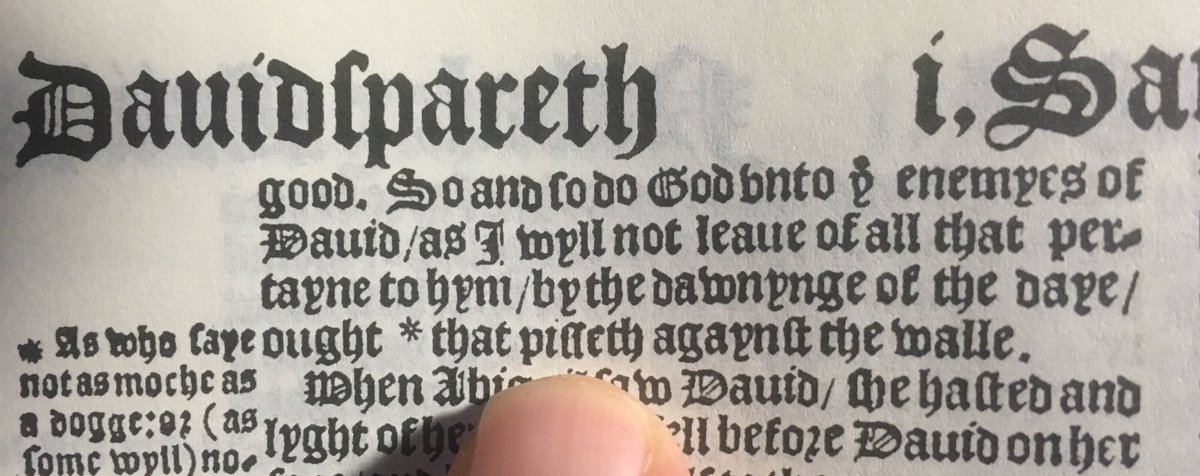 Dauid ſpareth i. Sa
good. So and ſo do God vnto yͤ enemyes of
Dauid/as I wyll not leaue of all that per-
tayne to hym/by the dawnynge of the daye/
ought * that piſſeth agaynſt the walle.
When ſaw Dauid/ ſhe haſted and
lyght of before Dauid on her
* As who ſaye
not as moche as
a dogge: or (as
ſome wyll) no-